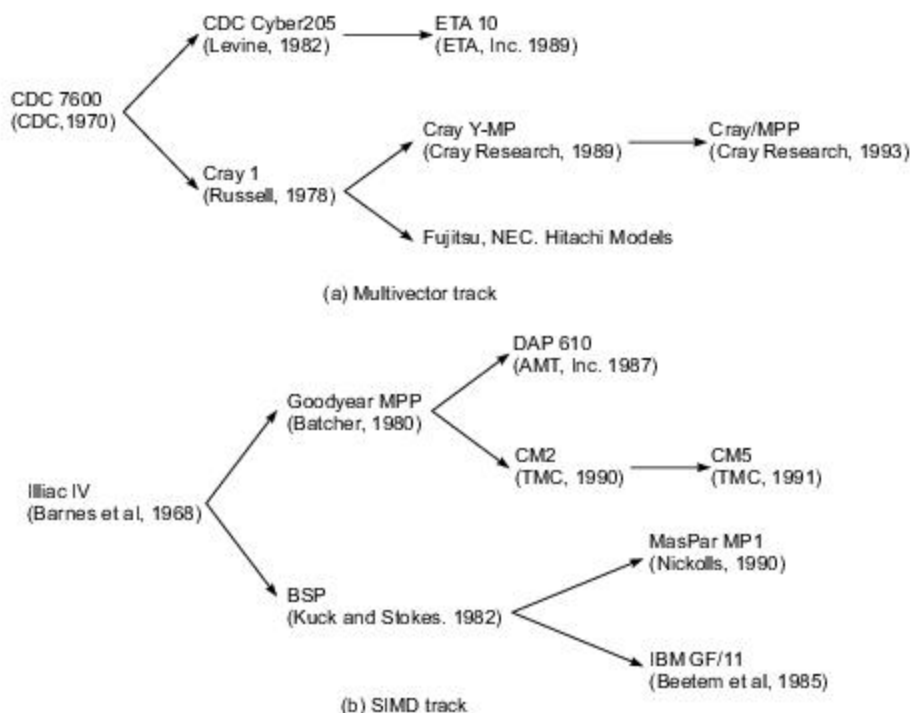 CDC Cyber205
(Levine, 1982)
ETA 10
(ETA, Inc. 1989)
CDC 7600
(CDC,1970)
Cray Y-MP
(Cray Research, 1989)
Cray/MPP
(Cray Research, 1993)
Cray 1
(Russell, 1978)
Fujitsu, NEC. Hitachi Models
(a) Multivector track
DAP 610
(AMT, Inc. 1987)
Goodyear MPP
(Batcher, 1980)
CM2
(TMC, 1990)
CM5
(TMC, 1991)
Illiac IV
(Barnes et al, 1968)
MasPar MP1
(Nickolls, 1990)
BSP
(Kuck and Stokes. 1982)
IBM GF/11
(Beetem et al, 1985)
(b) SIMD track